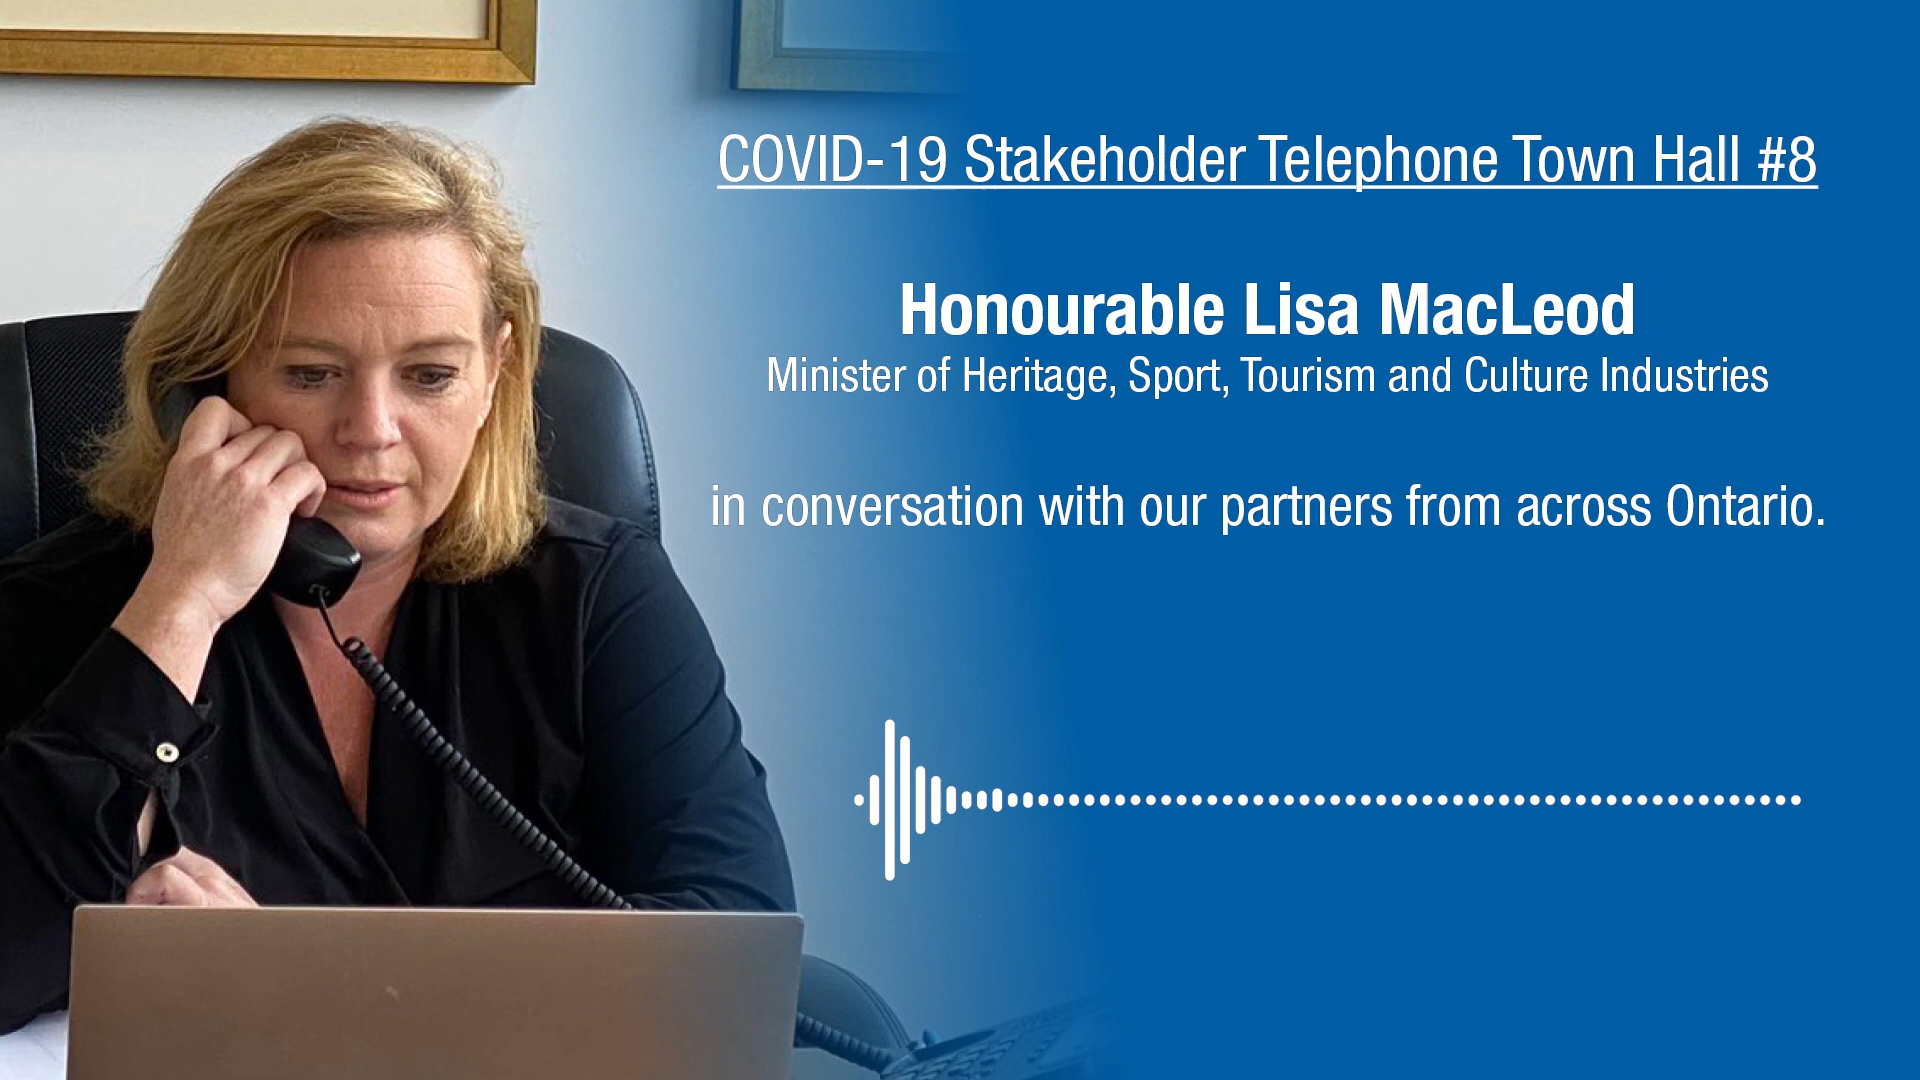 COVID-19 Stakeholder Telephone Town Hall #8
Honourable Lisa MacLeod
Minister of Heritage, Sport, Tourism and Culture Industries
in conversation with our partners from across Ontario.